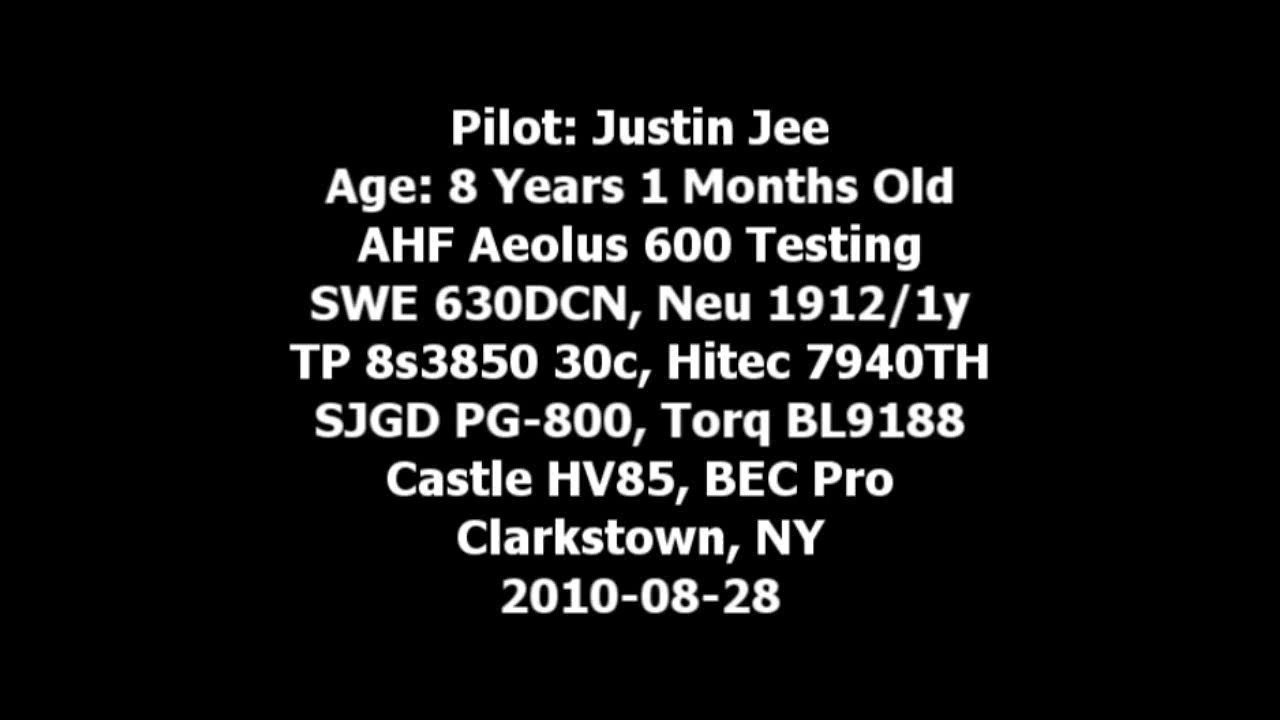 Pilot: Justin Jee
Age: 8 Years 1 Months Old
AHF Aeolus 600 Testing
SWE 630DCN, Neu 1912/1y
TP 8s3850 30c, Hitec 7940TH
SJGD PG-800, Torq BL9188
Castle HV85, BEC Pro
Clarkstown, NY
2010-08-28